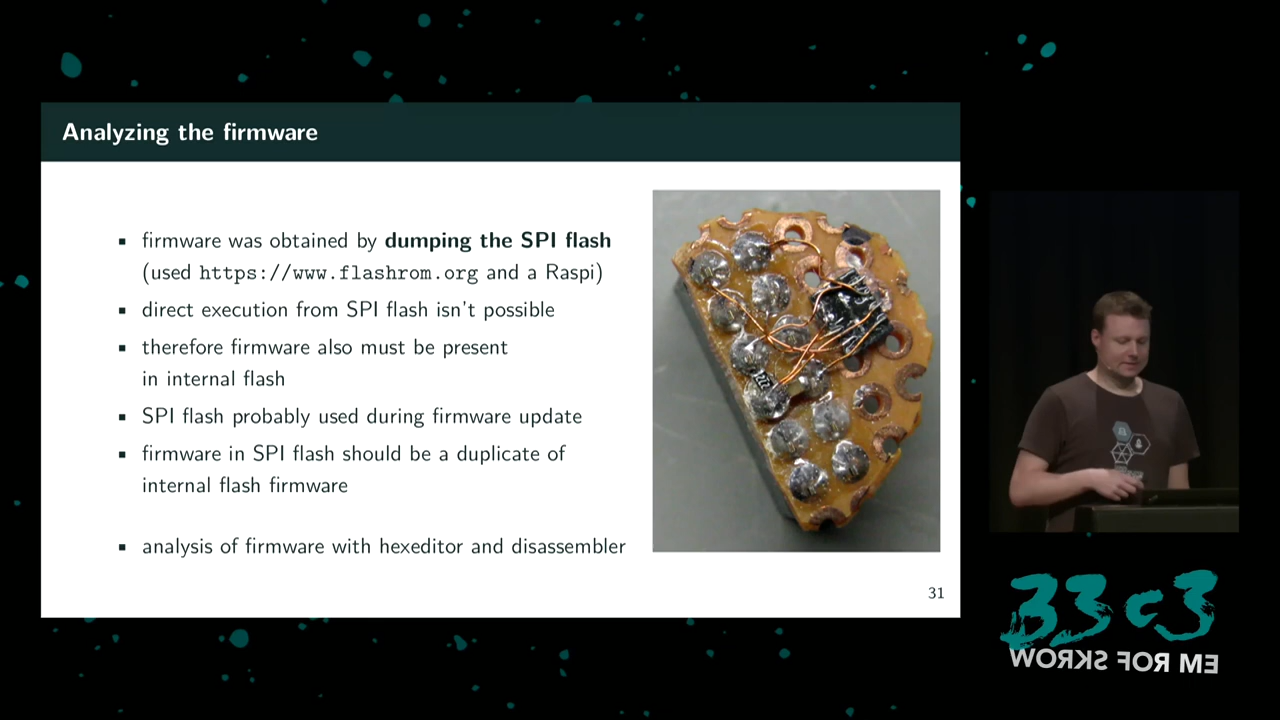 Analyzing the firmware
firmware was obtained by dumping the SPI flash
(used https://www.flashrom.org and a Raspi)
direct execution from SPI flash isn't possible
therefore firmware also must be present
in internal flash
SPI flash probably used during firmware update
firmware in SPI flash should be a duplicate of
internal flash firmware
analysis of firmware with hexeditor and disassembler
31
222
33c3
WORKS FOR ME